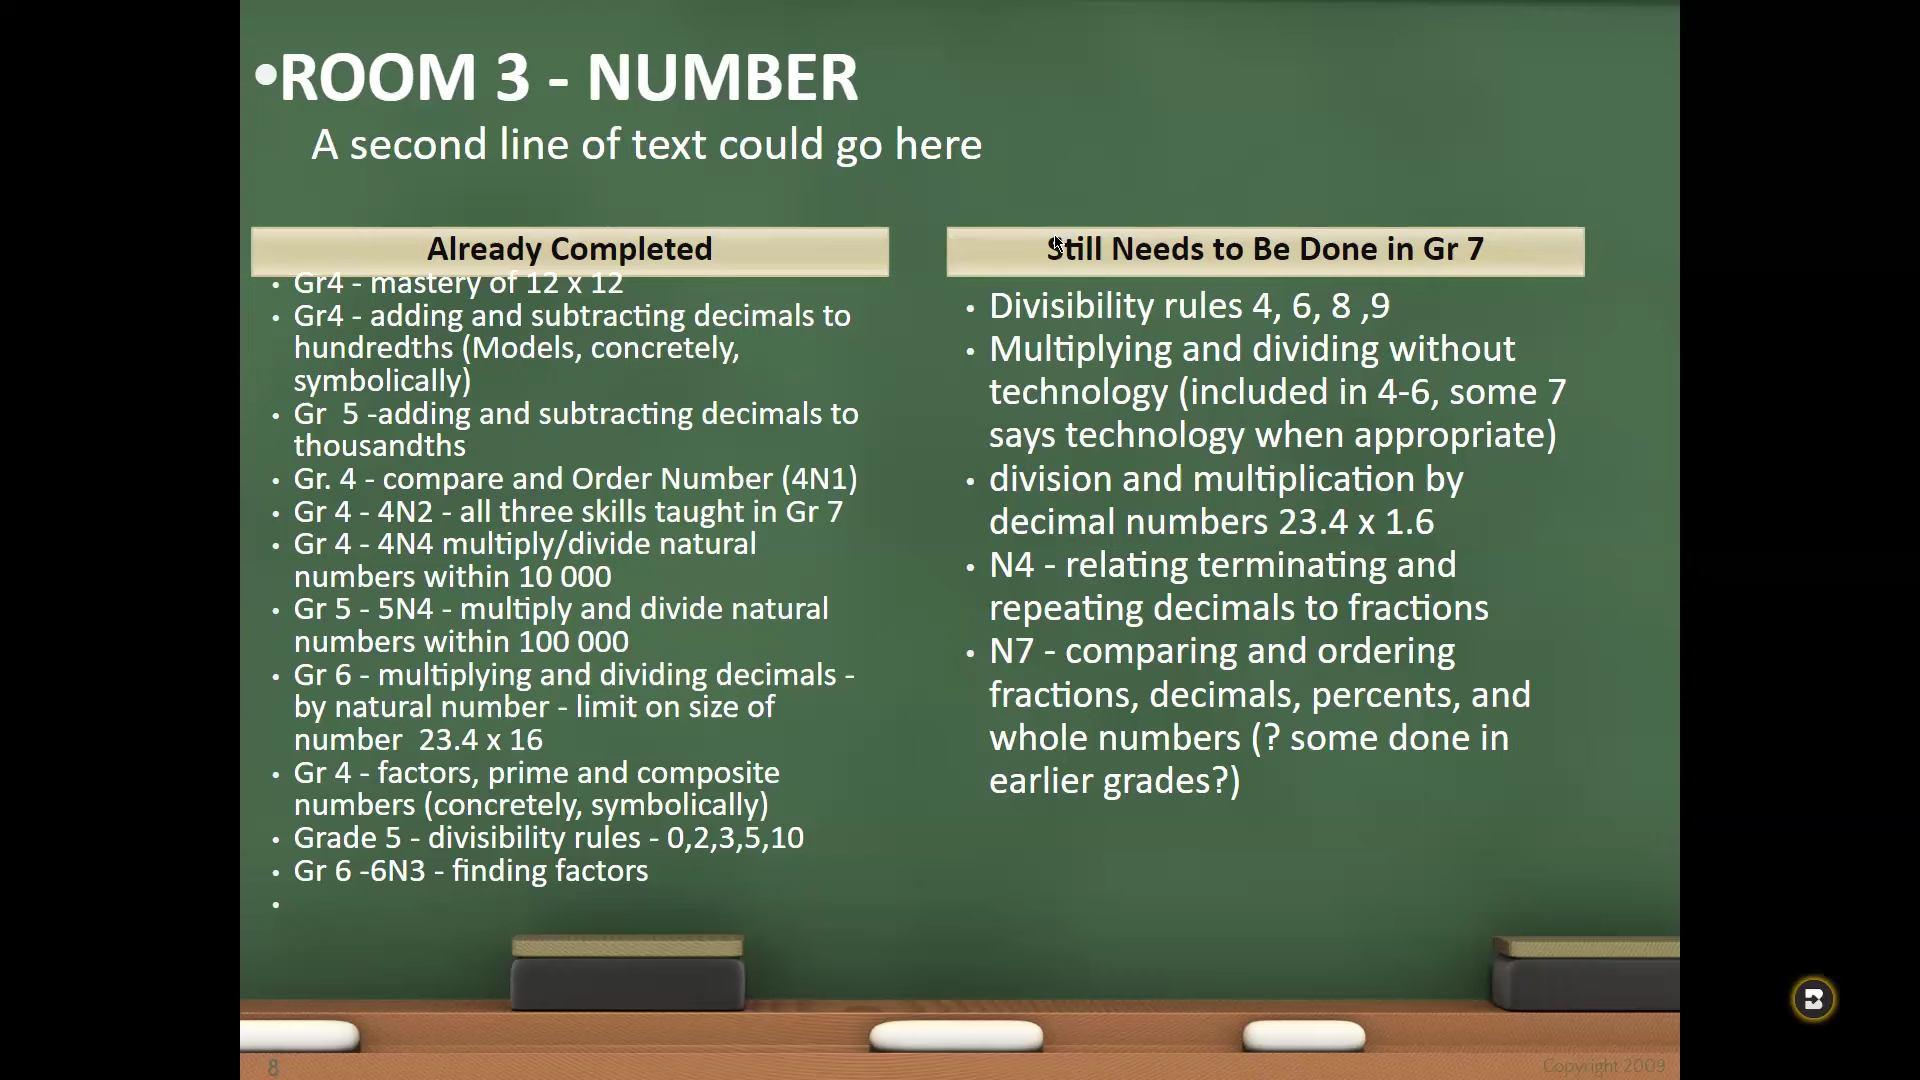 •ROOM 3 - NUMBER
A second line of text could go here
Already Completed
• Gr4 - mastery of 12 x 12
• Gr4 - adding and subtracting decimals to
hundredths (Models, concretely,
symbolically)
• Gr  5 -adding and subtracting decimals to
thousandths
• Gr. 4 - compare and Order Number (4N1)
• Gr 4 - 4N2 - all three skills taught in Gr 7
• Gr 4 - 4N4 multiply/divide natural
numbers within 10 000
• Gr 5 - 5N4 - multiply and divide natural
numbers within 100 000
• Gr 6 - multiplying and dividing decimals -
by natural number - limit on size of
number  23.4 x 16
• Gr 4 - factors, prime and composite
numbers (concretely, symbolically)
• Grade 5 - divisibility rules - 0,2,3,5,10
• Gr 6 -6N3 - finding factors
•
Still Needs to Be Done in Gr 7
• Divisibility rules 4, 6, 8 ,9
• Multiplying and dividing without
technology (included in 4-6, some 7
says technology when appropriate)
• division and multiplication by
decimal numbers 23.4 x 1.6
• N4 - relating terminating and
repeating decimals to fractions
• N7 - comparing and ordering
fractions, decimals, percents, and
whole numbers (? some done in
earlier grades?)
8
Copyright 2009